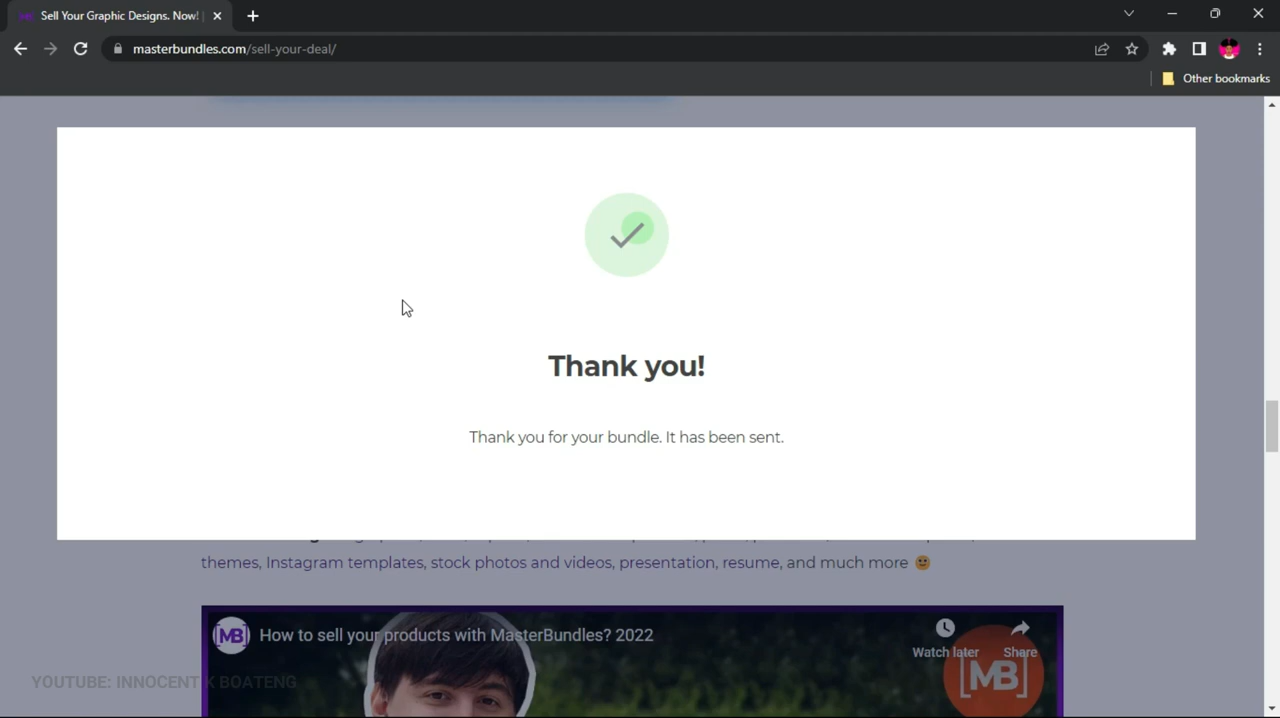 Sell Your Graphic Designs. Now! |
masterbundles.com/sell-your-deal/
Other bookmarks
Thank you!
Thank you for your bundle. It has been sent.
themes, Instagram templates, stock photos and videos, presentation, resume, and much more
MB How to sell your products with MasterBundles? 2022
Watch later Share
MB
YOUTUBE: INNOCENT K BOATENG